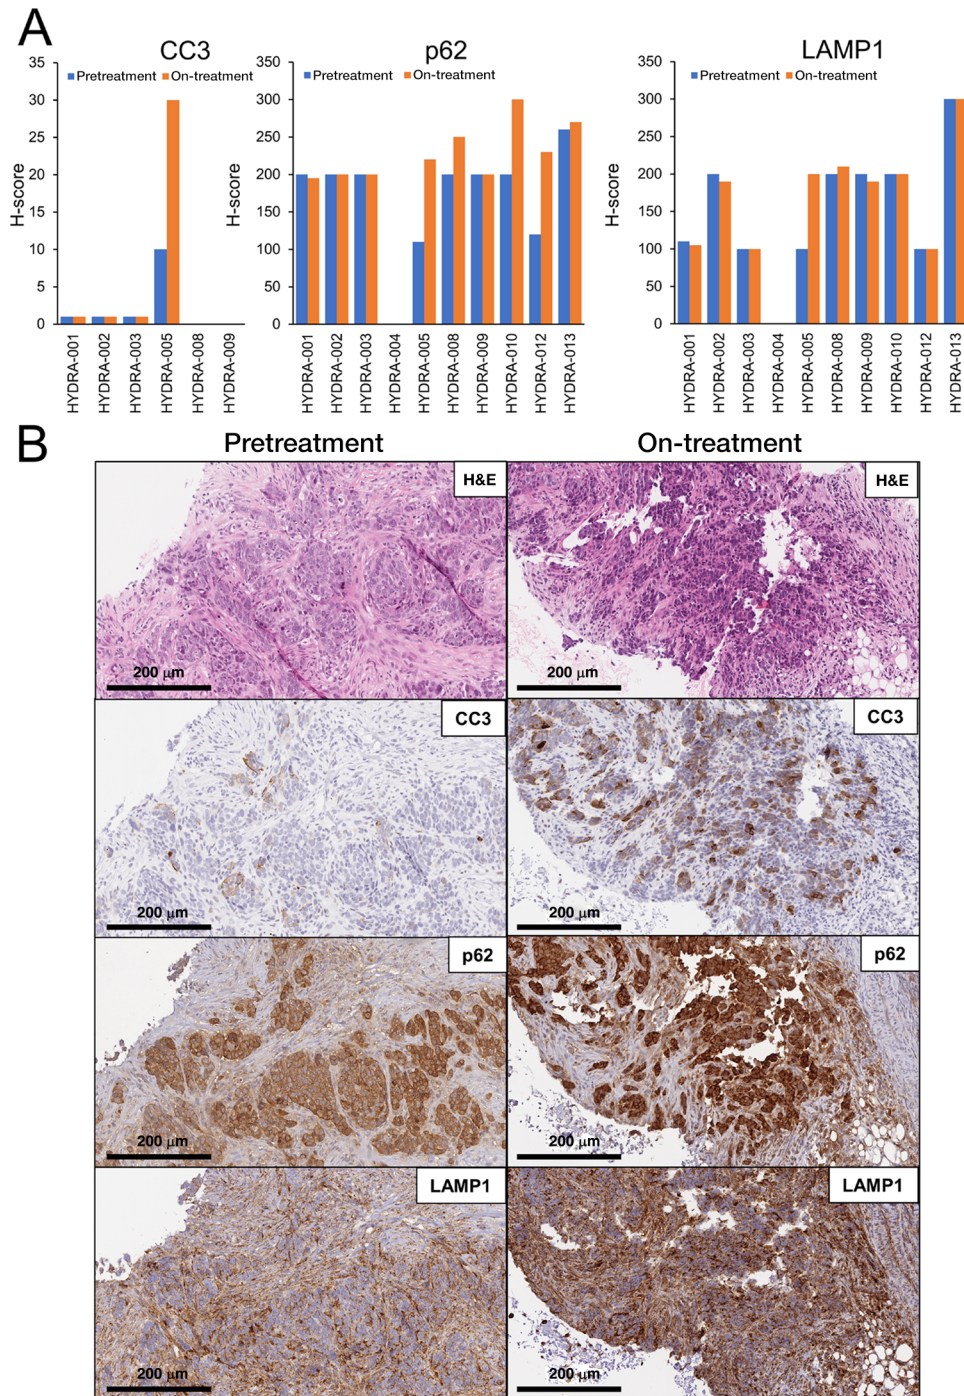 A
CC3
Pretreatment On-treatment
H-score
35
30
25
20
15
10
5
0
HYDRA-001
HYDRA-002
HYDRA-003
HYDRA-005
HYDRA-008
HYDRA-009
p62
Pretreatment On-treatment
H-score
350
300
250
200
150
100
50
0
HYDRA-001
HYDRA-002
HYDRA-003
HYDRA-004
HYDRA-005
HYDRA-008
HYDRA-009
HYDRA-010
HYDRA-012
HYDRA-013
LAMP1
Pretreatment On-treatment
H-score
350
300
250
200
150
100
50
0
HYDRA-001
HYDRA-002
HYDRA-003
HYDRA-004
HYDRA-005
HYDRA-008
HYDRA-009
HYDRA-010
HYDRA-012
HYDRA-013
B
Pretreatment On-treatment
H&E
200 µm
H&E
200 µm
CC3
200 µm
CC3
200 µm
p62
200 µm
p62
200 µm
LAMP1
200 µm
LAMP1
200 µm